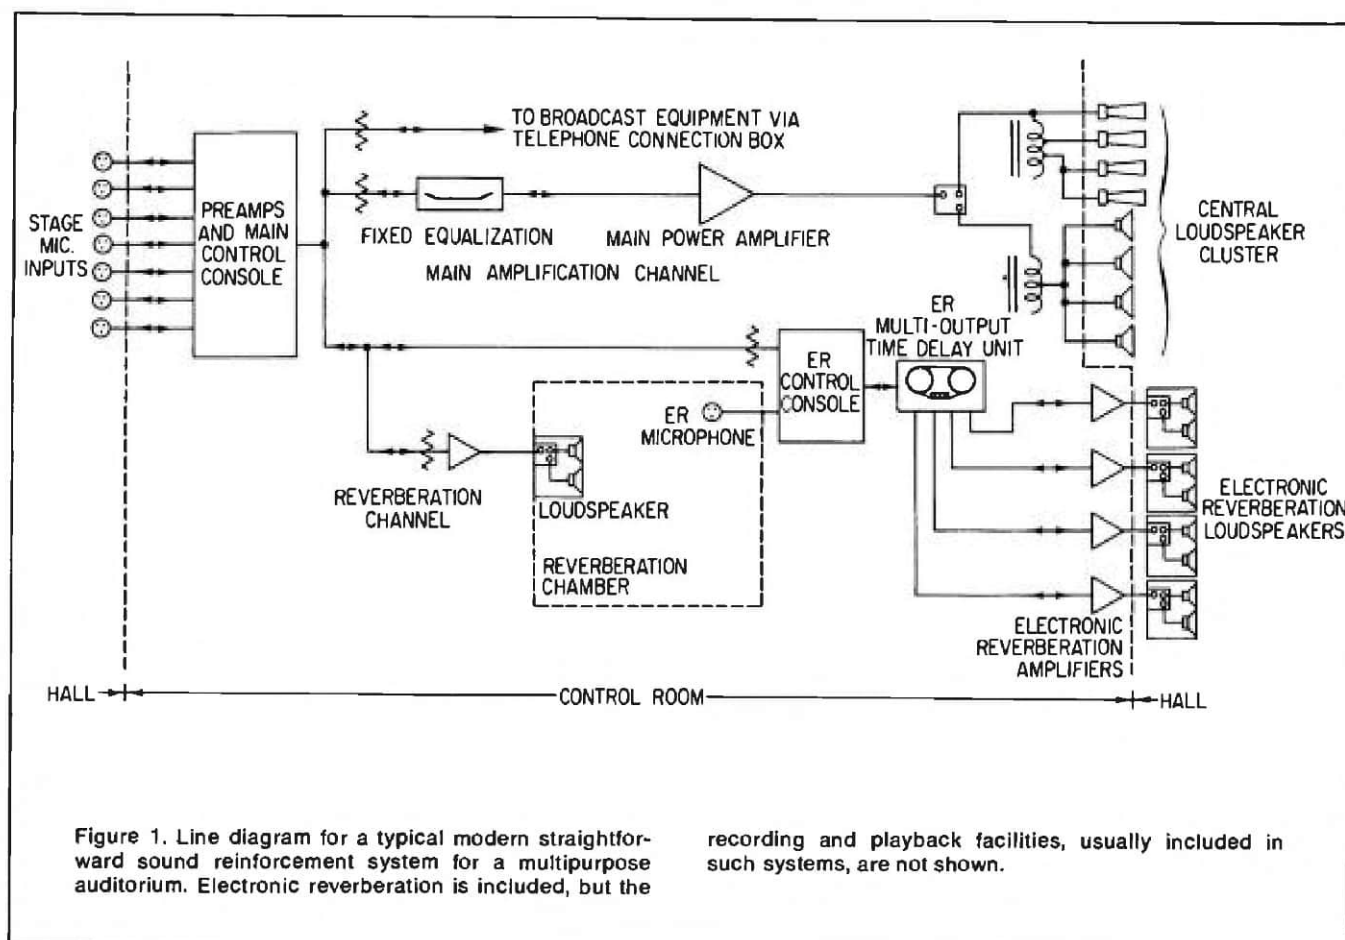 TO BROADCAST EQUIPMENT VIA
TELEPHONE CONNECTION BOX
STAGE
MIC.
INPUTS
PREAMPS
AND MAIN
CONTROL
CONSOLE
FIXED EQUALIZATION
MAIN POWER AMPLIFIER
MAIN AMPLIFICATION CHANNEL
CENTRAL
LOUDSPEAKER
CLUSTER
ER
MULTI-OUTPUT
TIME DELAY UNIT
ER
CONTROL
CONSOLE
ER
MICROPHONE
REVERBERATION
CHANNEL
LOUDSPEAKER
REVERBERATION
CHAMBER
ELECTRONIC
REVERBERATION
LOUDSPEAKERS
ELECTRONIC
REVERBERATION
AMPLIFIERS
HALL
CONTROL ROOM
HALL
Figure 1. Line diagram for a typical modern straightfor-
ward sound reinforcement system for a multipurpose
auditorium. Electronic reverberation is included, but the
recording and playback facilities, usually included in
such systems, are not shown.